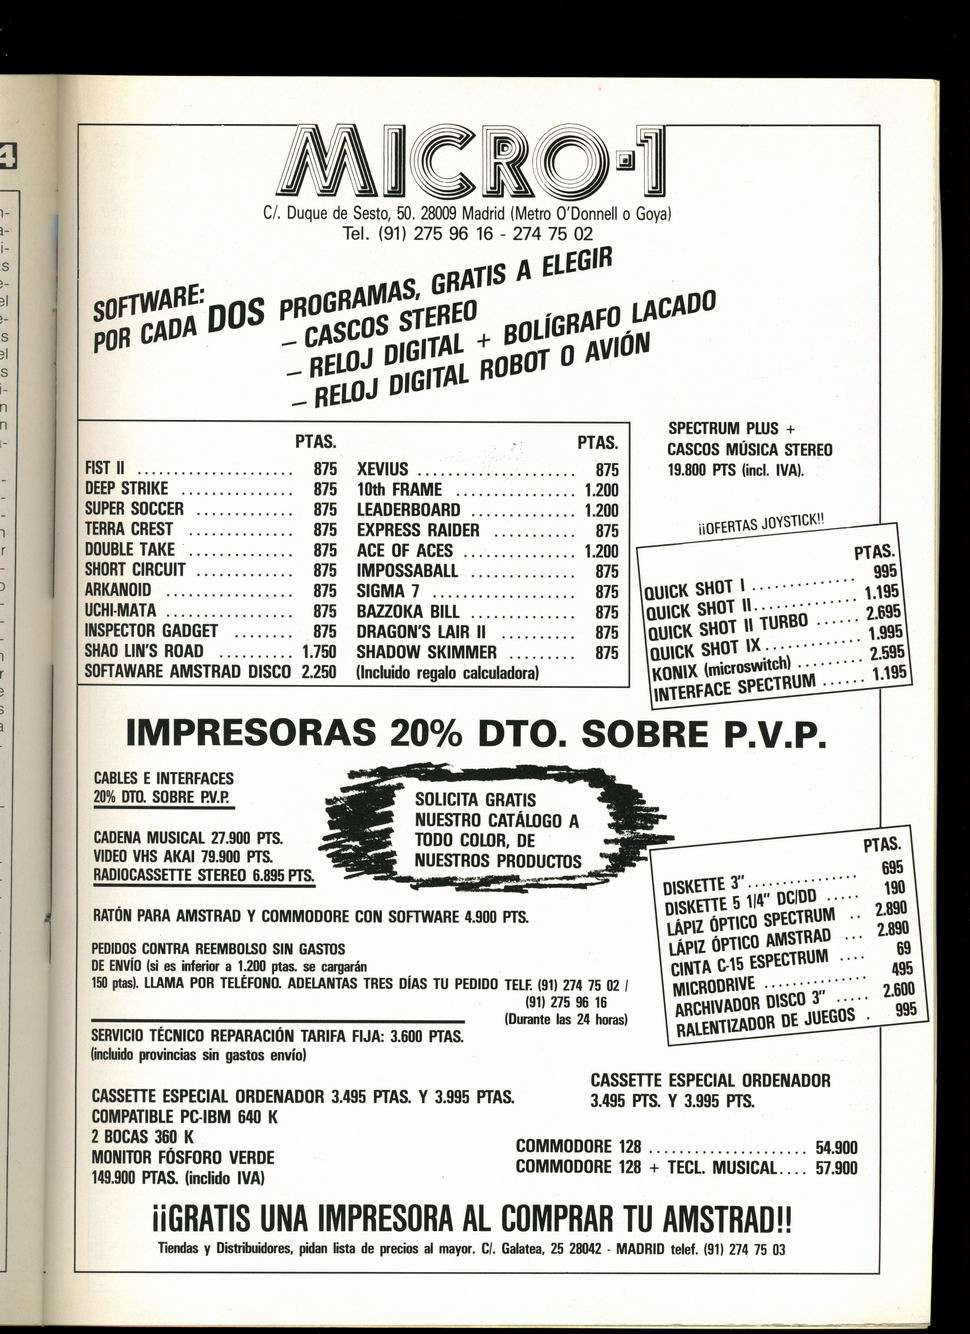 MICRO-1
C/. Duque de Sesto, 50. 28009 Madrid (Metro O'Donnell o Goya)
Tel. (91) 275 96 16 - 274 75 02
SOFTWARE:
POR CADA DOS PROGRAMAS, GRATIS A ELEGIR
– CASCOS STEREO
– RELOJ DIGITAL + BOLÍGRAFO LACADO
– RELOJ DIGITAL ROBOT O AVIÓN
PTAS.
FIST II .................... 875
DEEP STRIKE ............... 875
SUPER SOCCER ............. 875
TERRA CREST ............... 875
DOUBLE TAKE .............. 875
SHORT CIRCUIT ............. 875
ARKANOID .................. 875
UCHI-MATA ................. 875
INSPECTOR GADGET ........ 875
SHAO LIN'S ROAD .......... 1.750
SOFTAWARE AMSTRAD DISCO 2.250
PTAS.
XEVIUS .................... 875
10th FRAME ............... 1.200
LEADERBOARD ............. 1.200
EXPRESS RAIDER .......... 875
ACE OF ACES .............. 1.200
IMPOSSABALL .............. 875
SIGMA 7 ................... 875
BAZZOKA BILL ............. 875
DRAGON'S LAIR II .......... 875
SHADOW SKIMMER ......... 875
(Incluido regalo calculadora)
SPECTRUM PLUS +
CASCOS MÚSICA STEREO
19.800 PTS (incl. IVA).
¡¡OFERTAS JOYSTICK!!
PTAS.
QUICK SHOT I .............. 995
QUICK SHOT II ............. 1.195
QUICK SHOT II TURBO ...... 2.695
QUICK SHOT IX ............ 1.995
KONIX (microswitch) ......... 2.595
INTERFACE SPECTRUM ...... 1.195
IMPRESORAS 20% DTO. SOBRE P.V.P.
CABLES E INTERFACES
20% DTO. SOBRE P.V.P.
CADENA MUSICAL 27.900 PTS.
VIDEO VHS AKAI 79.900 PTS.
RADIOCASSETTE STEREO 6.895 PTS.
SOLICITA GRATIS
NUESTRO CATÁLOGO A
TODO COLOR, DE
NUESTROS PRODUCTOS
PTAS.
DISKETTE 3" ............... 695
DISKETTE 5 1/4" DC/DD ..... 190
LÁPIZ ÓPTICO SPECTRUM .. 2.890
LÁPIZ ÓPTICO AMSTRAD ... 2.890
CINTA C-15 ESPECTRUM .... 69
MICRODRIVE .............. 495
ARCHIVADOR DISCO 3" ..... 2.600
RALENTIZADOR DE JUEGOS . 995
RATÓN PARA AMSTRAD Y COMMODORE CON SOFTWARE 4.900 PTS.
PEDIDOS CONTRA REEMBOLSO SIN GASTOS
DE ENVÍO (si es inferior a 1.200 ptas. se cargarán
150 ptas). LLAMA POR TELÉFONO. ADELANTAS TRES DÍAS TU PEDIDO TELF. (91) 274 75 02 /
(91) 275 96 16
(Durante las 24 horas)
SERVICIO TÉCNICO REPARACIÓN TARIFA FIJA: 3.600 PTAS.
(incluido provincias sin gastos envío)
CASSETTE ESPECIAL ORDENADOR 3.495 PTAS. Y 3.995 PTAS.
COMPATIBLE PC-IBM 640 K
2 BOCAS 360 K
MONITOR FÓSFORO VERDE
149.900 PTAS. (inclido IVA)
CASSETTE ESPECIAL ORDENADOR
3.495 PTS. Y 3.995 PTS.
COMMODORE 128 .................... 54.900
COMMODORE 128 + TECL. MUSICAL.... 57.900
¡¡GRATIS UNA IMPRESORA AL COMPRAR TU AMSTRAD!!
Tiendas y Distribuidores, pidan lista de precios al mayor. C/. Galatea, 25 28042 - MADRID telef. (91) 274 75 03